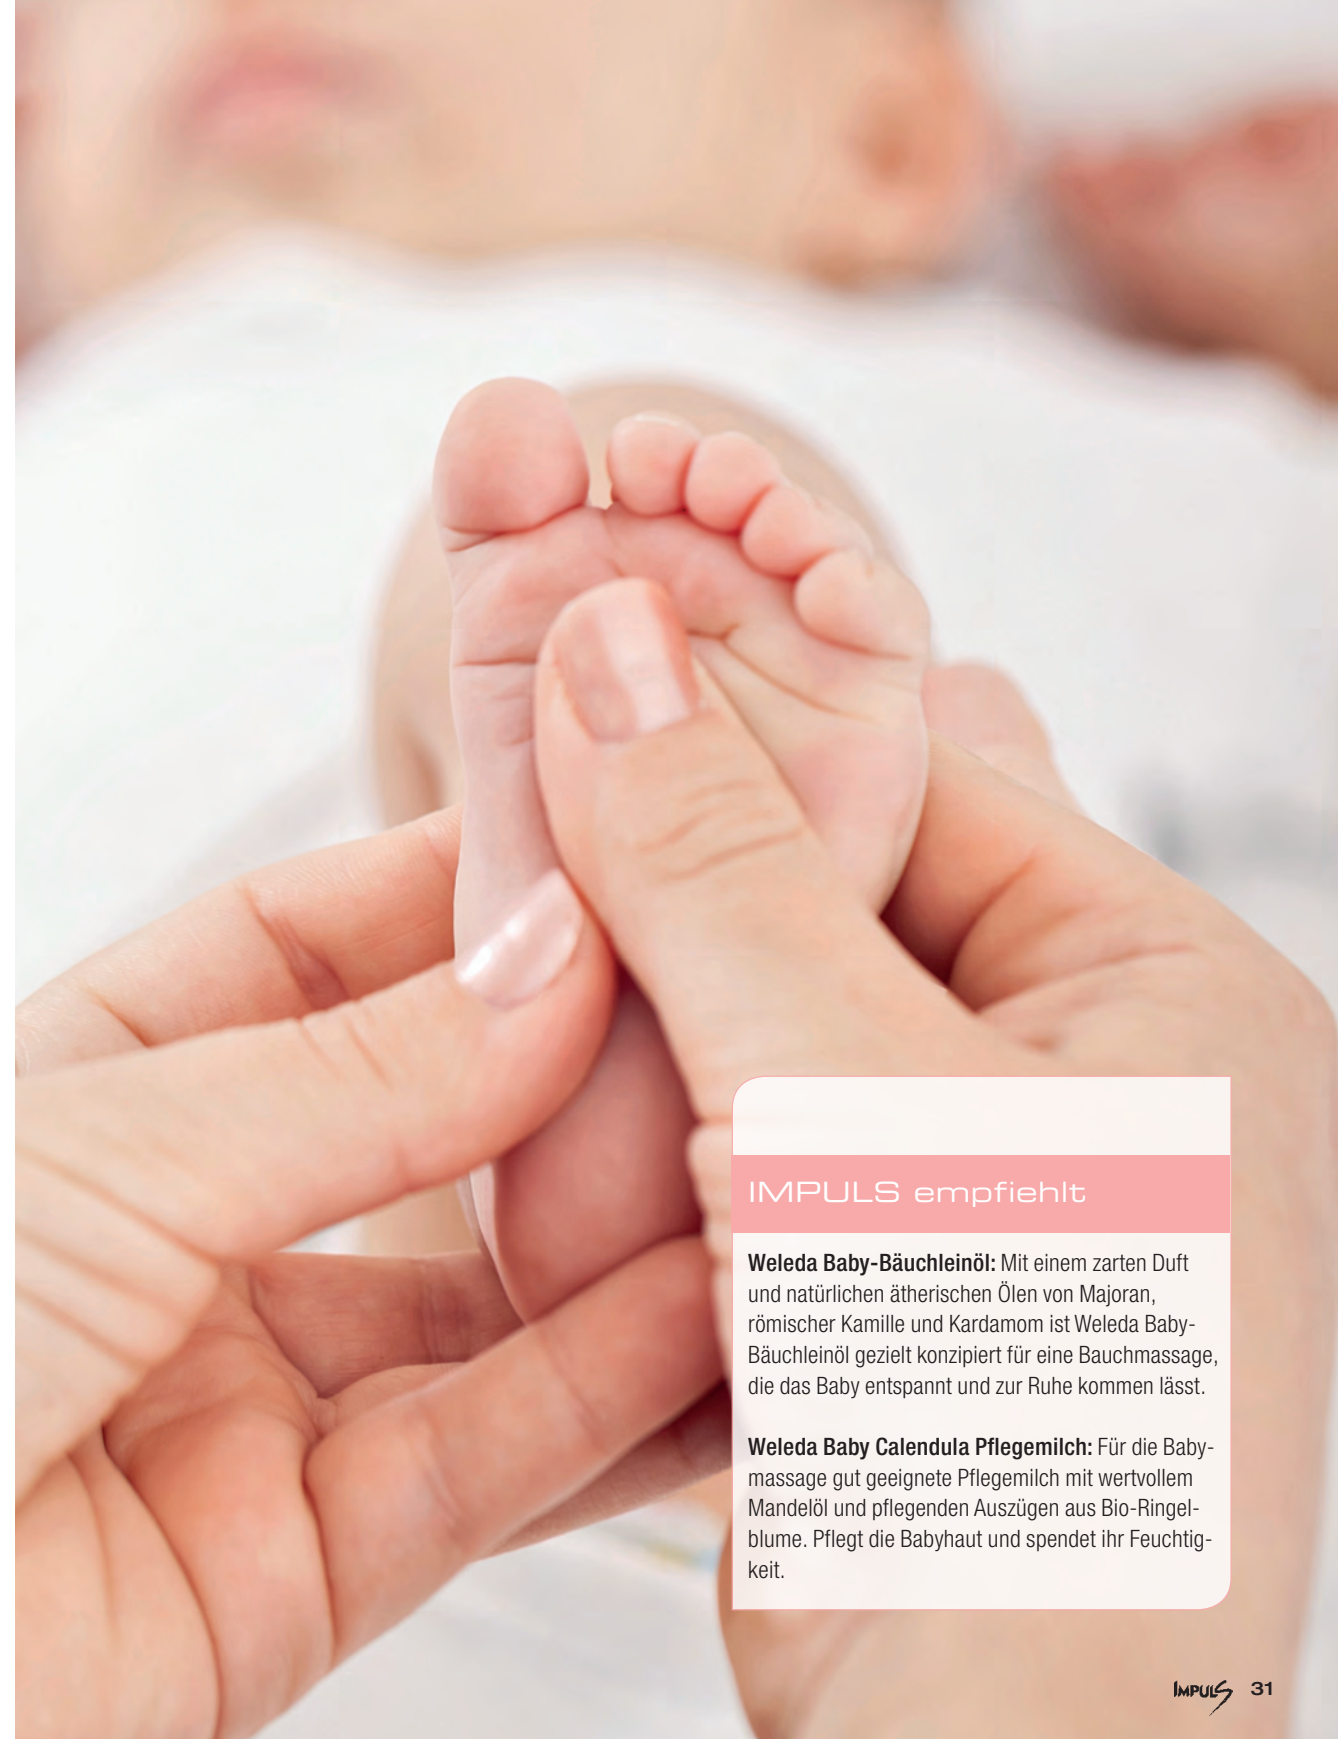 IMPULS empfiehlt
Weleda Baby-Bäuchleinöl: Mit einem zarten Duft
und natürlichen ätherischen Ölen von Majoran,
römischer Kamille und Kardamom ist Weleda Baby-
Bäuchleinöl gezielt konzipiert für eine Bauchmassage,
die das Baby entspannt und zur Ruhe kommen lässt.
Weleda Baby Calendula Pflegemilch: Für die Baby-
massage gut geeignete Pflegemilch mit wertvollem
Mandelöl und pflegenden Auszügen aus Bio-Ringel-
blume. Pflegt die Babyhaut und spendet ihr Feuchtig-
keit.
IMPULS 31